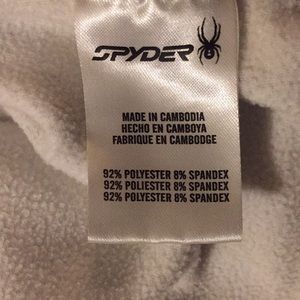 SPYDER
MADE IN CAMBODIA
HECHO EN CAMBOYA
FABRIQUE EN CAMBODGE
92% POLYESTER 8% SPANDEX
92% POLIESTER 8% SPANDEX
92% POLYESTER 8% SPANDEX